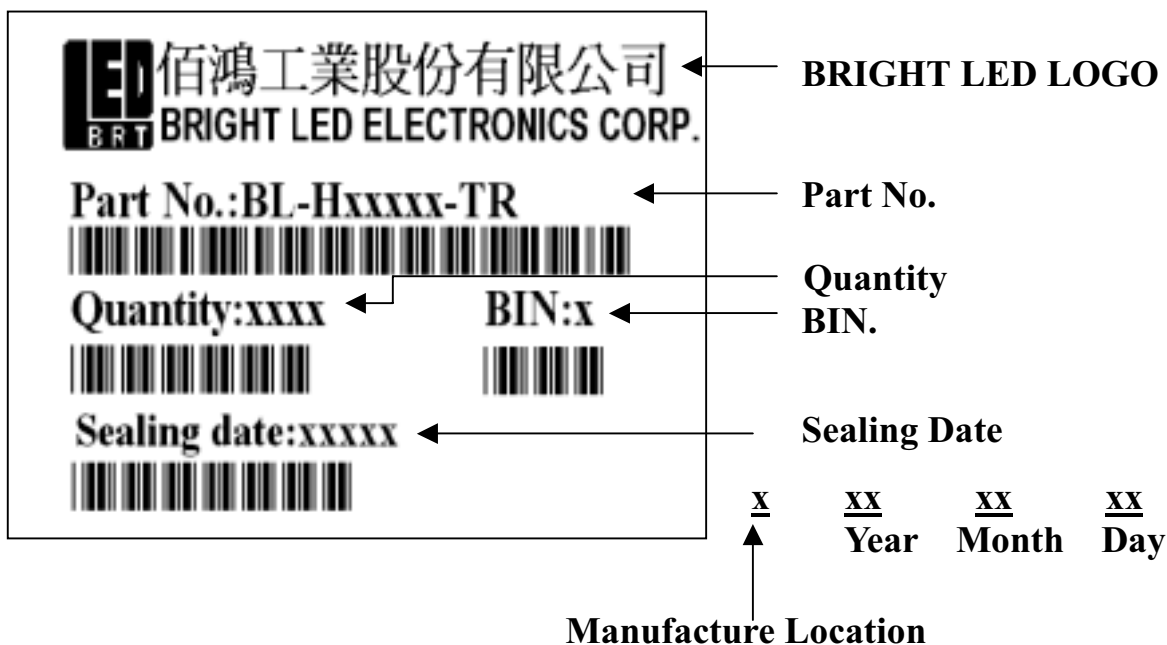 LED 佰鴻工業股份有限公司
BRT BRIGHT LED ELECTRONICS CORP.
BRIGHT LED LOGO
Part No.:BL-Hxxxxx-TR
Part No.
Quantity:xxxx
BIN:x
Quantity
BIN.
Sealing date:xxxxx
Sealing Date
x xx xx xx
Year Month Day
Manufacture Location